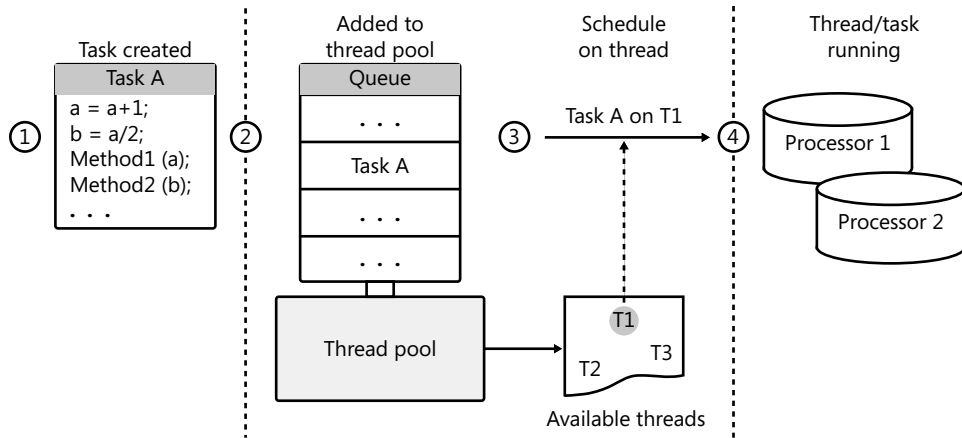 1
Task created
Task A
a = a+1;
b = a/2;
Method1 (a);
Method2 (b);
. . .
2
Added to
thread pool
Queue
. . .
Task A
. . .
. . .
Thread pool
3
Schedule
on thread
Task A on T1
T1
T2
T3
Available threads
4
Thread/task
running
Processor 1
Processor 2